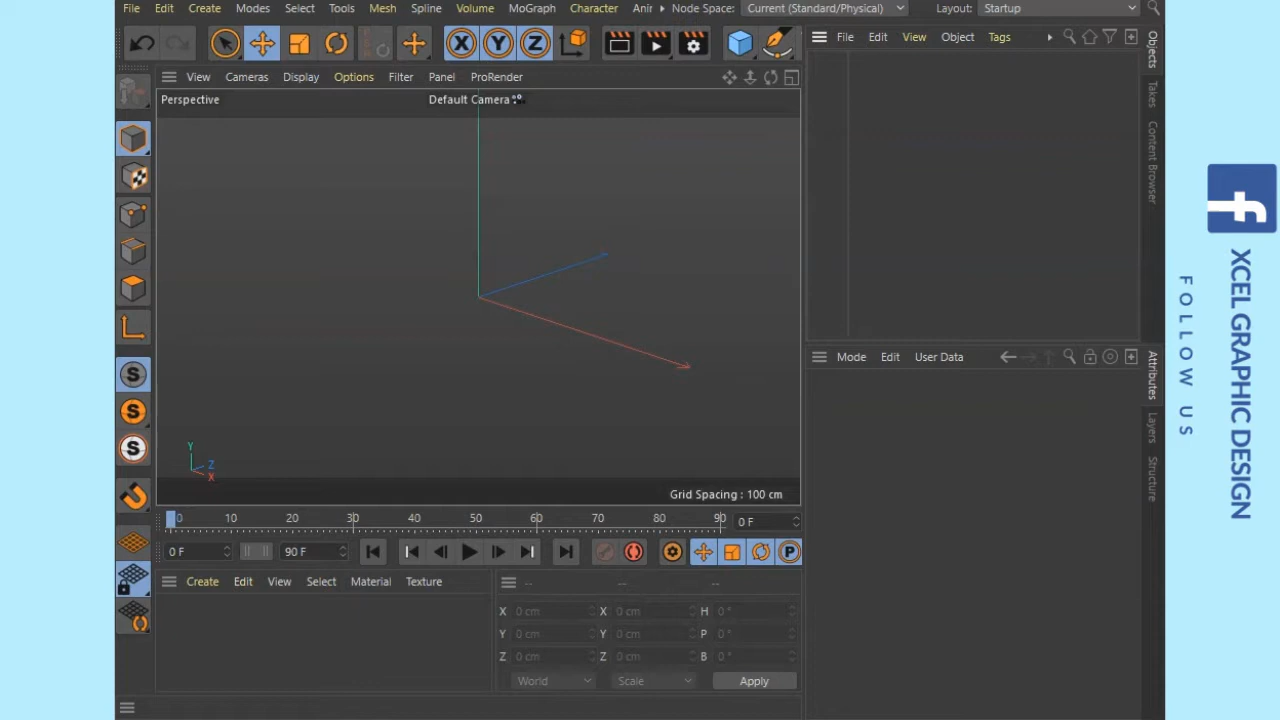 File Edit Create Modes Select Tools Mesh Spline Volume MoGraph Character Ani Node Space: Current (Standard/Physical) Layout: Startup
X Y Z
File Edit View Object Tags
View Cameras Display Options Filter Panel ProRender
Perspective
Default Camera
Y
Z
X
Grid Spacing : 100 cm
S
S
S
0 10 20 30 40 50 60 70 80 90 0 F
0 F 90 F P
Create Edit View Select Material Texture
-- -- --
X 0 cm X 0 cm H 0 °
Y 0 cm Y 0 cm P 0 °
Z 0 cm Z 0 cm B 0 °
World Scale Apply
Mode Edit User Data
Objects
Takes
Content Browser
Attributes
Layers
Structure
f
XCEL GRAPHIC DESIGN
FOLLOW US